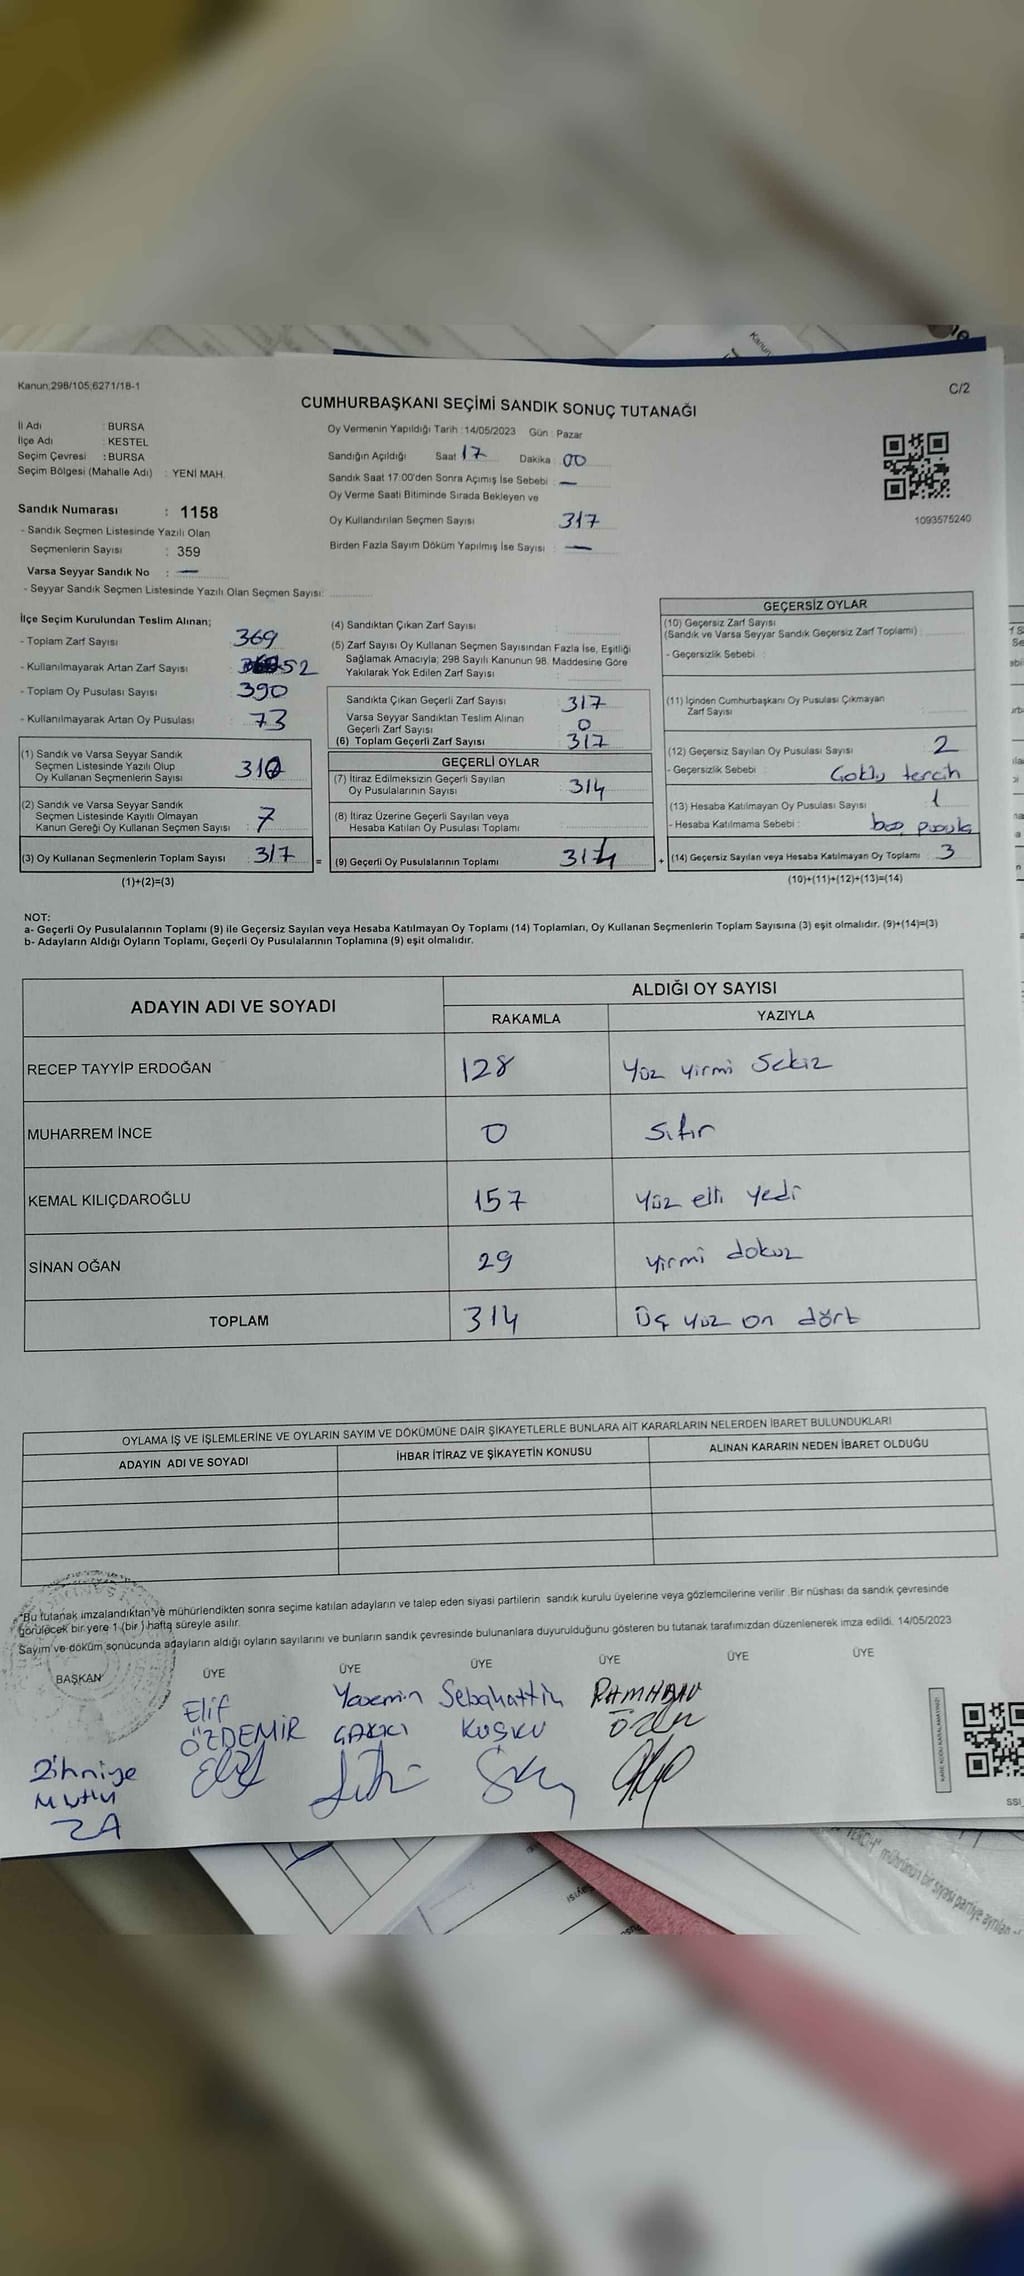 Kanun;298/105;6271/18-1
C/2
CUMHURBAŞKANI SEÇİMİ SANDIK SONUÇ TUTANAĞI
İl Adı : BURSA
İlçe Adı : KESTEL
Seçim Çevresi : BURSA
Seçim Bölgesi (Mahalle Adı) : YENİ MAH.
Sandık Numarası : 1158
- Sandık Seçmen Listesinde Yazılı Olan
Seçmenlerin Sayısı : 359
Varsa Seyyar Sandık No : —
- Seyyar Sandık Seçmen Listesinde Yazılı Olan Seçmen Sayısı:
Oy Vermenin Yapıldığı Tarih : 14/05/2023 Gün : Pazar
Sandığın Açıldığı Saat 17 Dakika : 00
Sandık Saat 17:00'den Sonra Açımış İse Sebebi : —
Oy Verme Saati Bitiminde Sırada Bekleyen ve
Oy Kullandırılan Seçmen Sayısı 317
Birden Fazla Sayım Döküm Yapılmış İse Sayısı : —
1093575240
İlçe Seçim Kurulundan Teslim Alınan;
- Toplam Zarf Sayısı 369
- Kullanılmayarak Artan Zarf Sayısı 52
- Toplam Oy Pusulası Sayısı 390
- Kullanılmayarak Artan Oy Pusulası : 73
(1) Sandık ve Varsa Seyyar Sandık
Seçmen Listesinde Yazılı Olup
Oy Kullanan Seçmenlerin Sayısı 310
(2) Sandık ve Varsa Seyyar Sandık
Seçmen Listesinde Kayıtlı Olmayan
Kanun Gereği Oy Kullanan Seçmen Sayısı : 7
(3) Oy Kullanan Seçmenlerin Toplam Sayısı : 317 =
(1)+(2)=(3)
(4) Sandıktan Çıkan Zarf Sayısı :
(5) Zarf Sayısı Oy Kullanan Seçmen Sayısından Fazla İse, Eşitliği
Sağlamak Amacıyla; 298 Sayılı Kanunun 98. Maddesine Göre
Yakılarak Yok Edilen Zarf Sayısı :
Sandıkta Çıkan Geçerli Zarf Sayısı : 317
Varsa Seyyar Sandıktan Teslim Alınan
Geçerli Zarf Sayısı : 0
(6) Toplam Geçerli Zarf Sayısı : 317
GEÇERLİ OYLAR
(7) İtiraz Edilmeksizin Geçerli Sayılan
Oy Pusulalarının Sayısı : 314
(8) İtiraz Üzerine Geçerli Sayılan veya
Hesaba Katılan Oy Pusulası Toplamı :
(9) Geçerli Oy Pusulalarının Toplamı : 314 +
GEÇERSİZ OYLAR
(10) Geçersiz Zarf Sayısı
(Sandık ve Varsa Seyyar Sandık Geçersiz Zarf Toplamı) :
- Geçersizlik Sebebi :
(11) İçinden Cumhurbaşkanı Oy Pusulası Çıkmayan
Zarf Sayısı :
(12) Geçersiz Sayılan Oy Pusulası Sayısı : 2
- Geçersizlik Sebebi : Çoklu tercih
(13) Hesaba Katılmayan Oy Pusulası Sayısı : 1
- Hesaba Katılmama Sebebi : boş pusula
(14) Geçersiz Sayılan veya Hesaba Katılmayan Oy Toplamı : 3
(10)+(11)+(12)+(13)=(14)
NOT:
a- Geçerli Oy Pusulalarının Toplamı (9) ile Geçersiz Sayılan veya Hesaba Katılmayan Oy Toplamı (14) Toplamları, Oy Kullanan Seçmenlerin Toplam Sayısına (3) eşit olmalıdır. (9)+(14)=(3)
b- Adayların Aldığı Oyların Toplamı, Geçerli Oy Pusulalarının Toplamına (9) eşit olmalıdır.
ADAYIN ADI VE SOYADI ALDIĞI OY SAYISI
RAKAMLA YAZIYLA
RECEP TAYYİP ERDOĞAN 128 Yüz yirmi sekiz
MUHARREM İNCE 0 Sıfır
KEMAL KILIÇDAROĞLU 157 Yüz elli yedi
SİNAN OĞAN 29 yirmi dokuz
TOPLAM 314 Üç yüz on dört
OYLAMA İŞ VE İŞLEMLERİNE VE OYLARIN SAYIM VE DÖKÜMÜNE DAİR ŞİKAYETLERLE BUNLARA AİT KARARLARIN NELERDEN İBARET BULUNDUKLARI
ADAYIN ADI VE SOYADI İHBAR İTİRAZ VE ŞİKAYETİN KONUSU ALINAN KARARIN NEDEN İBARET OLDUĞU
*Bu tutanak imzalandıktan ve mühürlendikten sonra seçime katılan adayların ve talep eden siyasi partilerin sandık kurulu üyelerine veya gözlemcilerine verilir .Bir nüshası da sandık çevresinde
görülecek bir yere 1 (bir ) hafta süreyle asılır.
Sayım ve döküm sonucunda adayların aldığı oyların sayılarını ve bunların sandık çevresinde bulunanlara duyurulduğunu gösteren bu tutanak tarafımızdan düzenlenerek imza edildi. 14/05/2023
BAŞKAN ÜYE ÜYE ÜYE ÜYE ÜYE ÜYE
Elif Yasemin Sebahattin RAMAZAN
ÖZDEMİR ÇAKICI KUŞKU Özer
Zihniye
Mutlu
ZA
KARE KODU KARALAMAYINIZ!
SSI